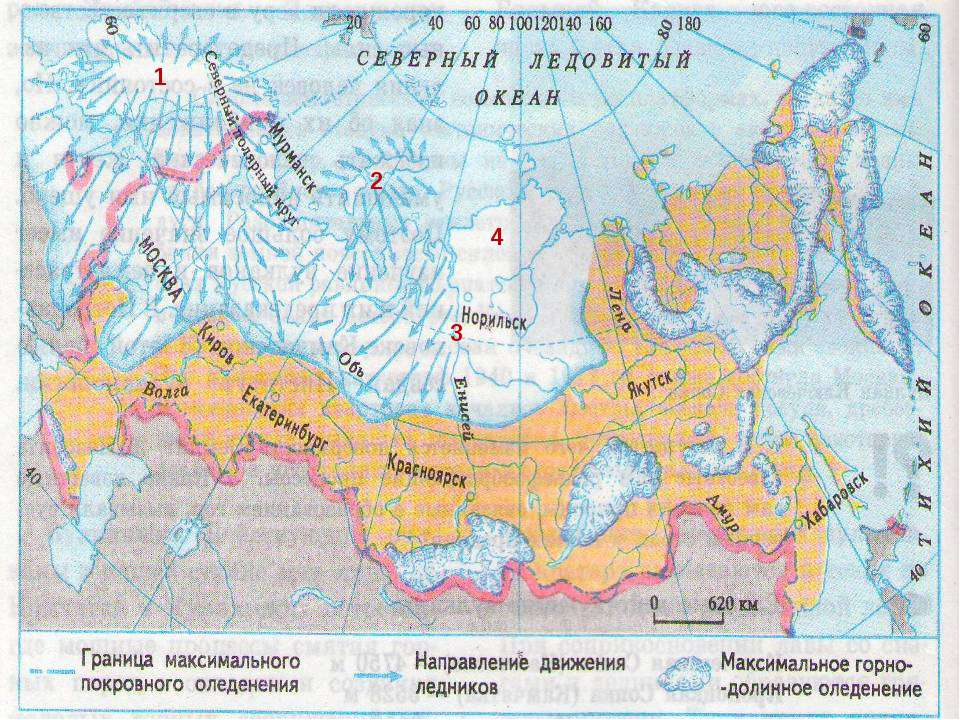 60
20 40 60 80 100 120 140 160 80 180
60
СЕВЕРНЫЙ ЛЕДОВИТЫЙ
ОКЕАН
1
Северный полярный круг
Мурманск
2
4
МОСКВА
3
Норильск
Лена
ТИХИЙ ОКЕАН
Киров
Обь
Волга
Енисей
Якутск
Екатеринбург
40
Красноярск
Амур
Хабаровск
40
0 620 км
Граница максимального
покровного оледенения
Направление движения
ледников
Максимальное горно-
-долинное оледенение